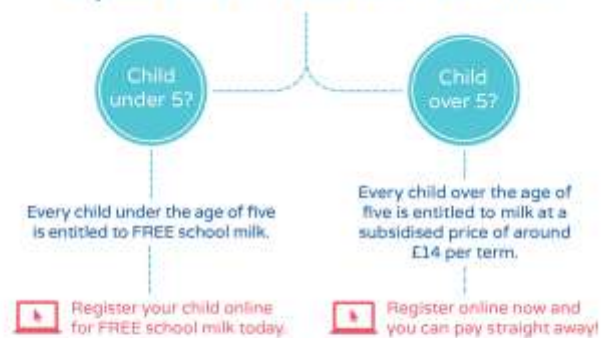 Child
under 5?
Child
over 5?
Every child under the age of five
is entitled to FREE school milk.
Every child over the age of
five is entitled to milk at a
subsidised price of around
£14 per term.
Register your child online
for FREE school milk today.
Register online now and
you can pay straight away!